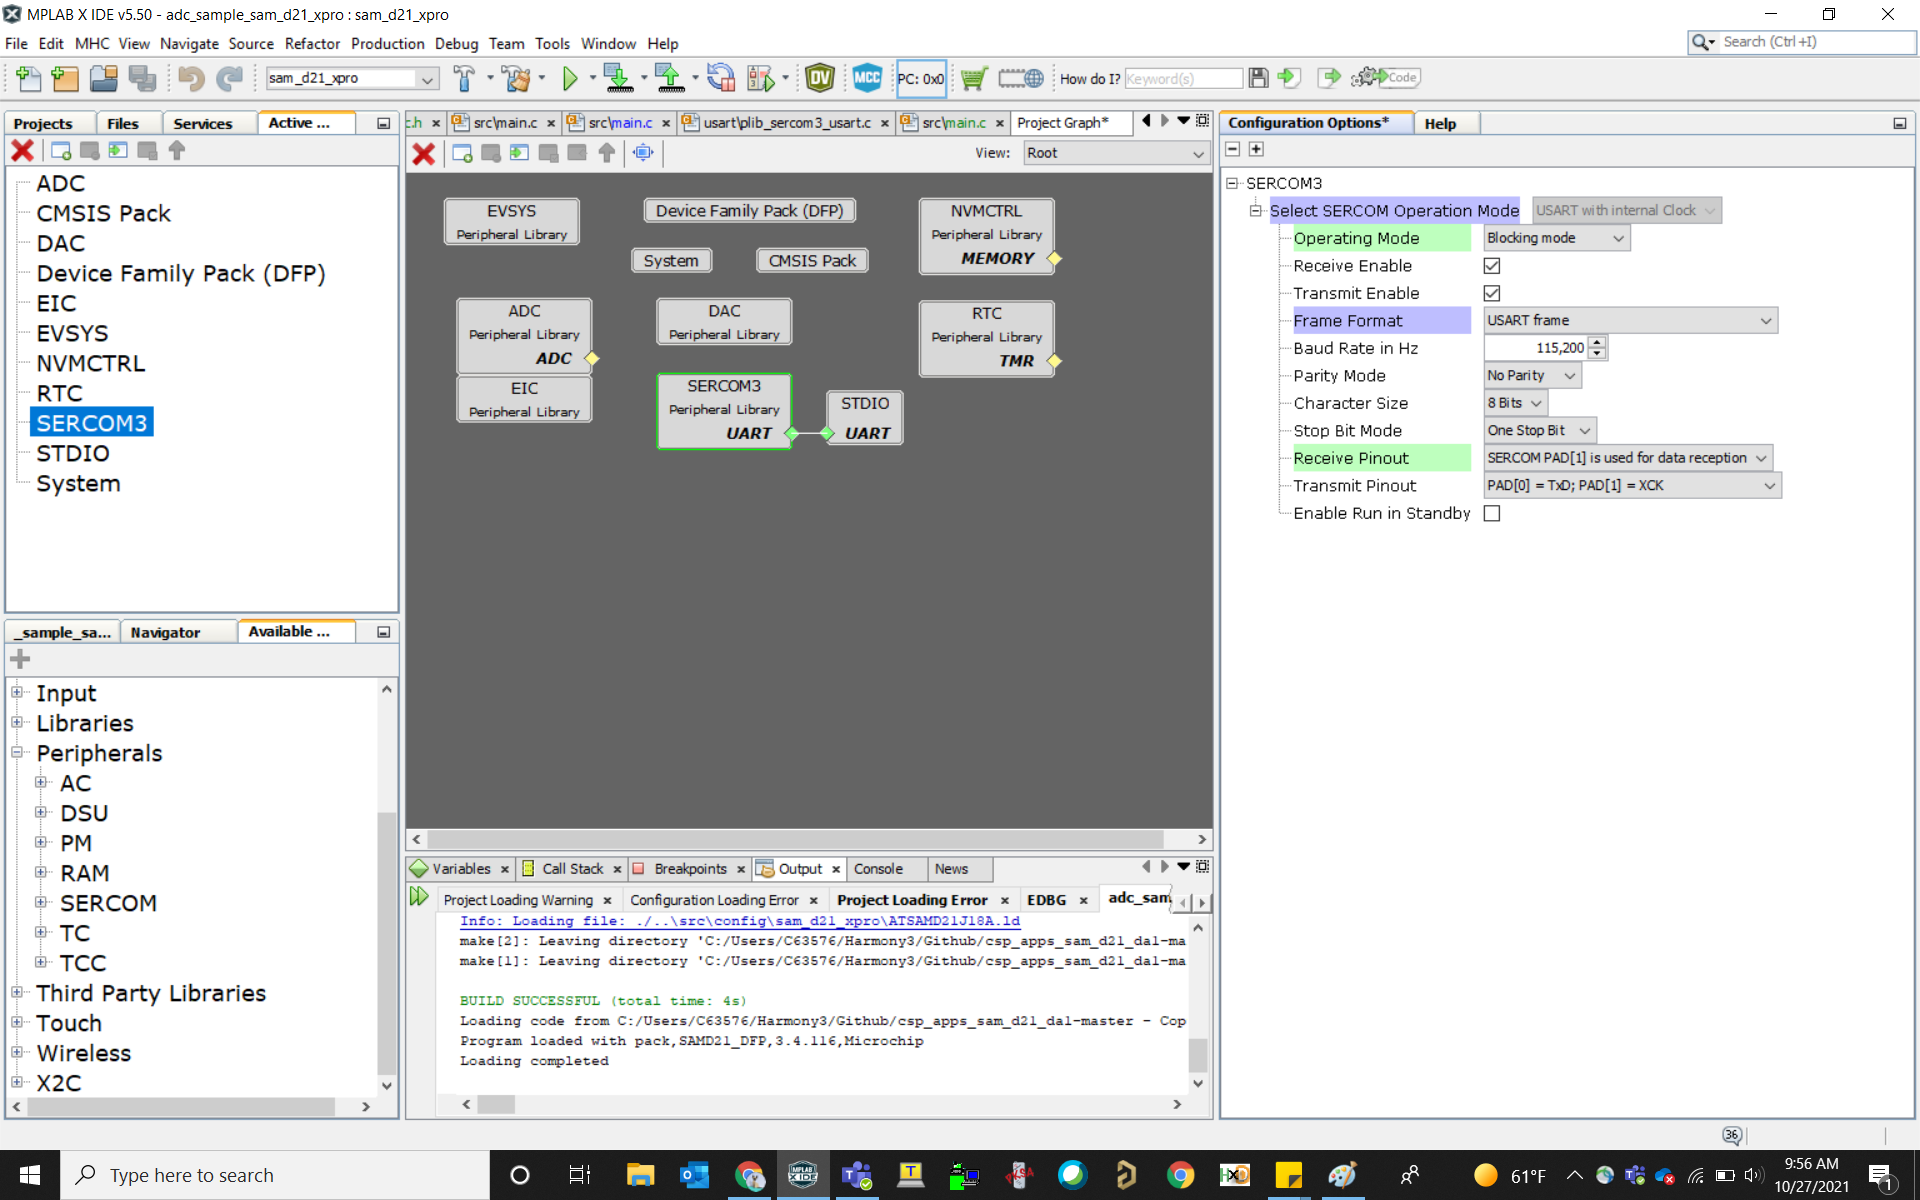 MPLAB X IDE v5.50 - adc_sample_sam_d21_xpro : sam_d21_xpro
File Edit MHC View Navigate Source Refactor Production Debug Team Tools Window Help
Search (Ctrl+I)
sam_d21_xpro
DV
MCC
PC: 0x0
How do I?
Keyword(s)
Code
Projects
Files
Services
Active ...
ADC
CMSIS Pack
DAC
Device Family Pack (DFP)
EIC
EVSYS
NVMCTRL
RTC
SERCOM3
STDIO
System
_sample_sa...
Navigator
Available ...
Input
Libraries
Peripherals
AC
DSU
PM
RAM
SERCOM
TC
TCC
Third Party Libraries
Touch
Wireless
X2C
c.h
src\main.c
src\main.c
usart\plib_sercom3_usart.c
src\main.c
Project Graph*
View: Root
EVSYS
Peripheral Library
Device Family Pack (DFP)
NVMCTRL
Peripheral Library
MEMORY
System
CMSIS Pack
ADC
Peripheral Library
ADC
DAC
Peripheral Library
RTC
Peripheral Library
TMR
EIC
Peripheral Library
SERCOM3
Peripheral Library
UART
STDIO
UART
Variables
Call Stack
Breakpoints
Output
Console
News
Project Loading Warning
Configuration Loading Error
Project Loading Error
EDBG
adc_sam
Info: Loading file: ./..\src\config\sam_d21_xpro\ATSAMD21J18A.ld
make[2]: Leaving directory 'C:/Users/C63576/Harmony3/Github/csp_apps_sam_d21_da1-ma
make[1]: Leaving directory 'C:/Users/C63576/Harmony3/Github/csp_apps_sam_d21_da1-ma
BUILD SUCCESSFUL (total time: 4s)
Loading code from C:/Users/C63576/Harmony3/Github/csp_apps_sam_d21_da1-master - Cop
Program loaded with pack,SAMD21_DFP,3.4.116,Microchip
Loading completed
Configuration Options*
Help
SERCOM3
Select SERCOM Operation Mode USART with internal Clock
Operating Mode Blocking mode
Receive Enable
Transmit Enable
Frame Format USART frame
Baud Rate in Hz 115,200
Parity Mode No Parity
Character Size 8 Bits
Stop Bit Mode One Stop Bit
Receive Pinout SERCOM PAD[1] is used for data reception
Transmit Pinout PAD[0] = TxD; PAD[1] = XCK
Enable Run in Standby
36
Type here to search
61°F
9:56 AM
10/27/2021
1